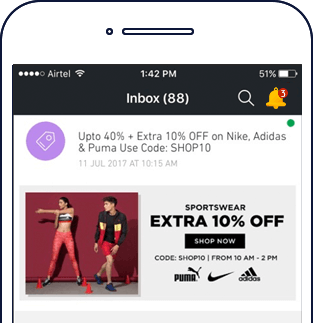 Airtel 1:42 PM 51%
Inbox (88) 3
Upto 40% + Extra 10% OFF on Nike, Adidas
& Puma Use Code: SHOP10
11 JUL 2017 AT 10:15 AM
SPORTSWEAR
EXTRA 10% OFF
SHOP NOW
CODE: SHOP10 | FROM 10 AM - 2 PM
PUMA adidas